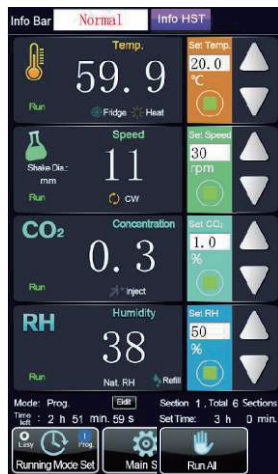 Info Bar Normal Info HST
Temp. Set Temp.
59. 9 20.0
℃
Run Fridge Heat
Speed Set Speed
11 30
Shake Dia.: rpm
mm
Run CW
CO₂ Concentration Set CO₂
0. 3 1. 0
%
Run Inject
RH Humidity Set RH
38 50
%
Run Nat. RH Refill
Mode: Prog. Edit Section 1 ,Total 6 Sections
Time left : 2 h 51 min. 59 s Set Time: 3 h 0 min.
Easy Prog.
Running Mode Set Main S Run All